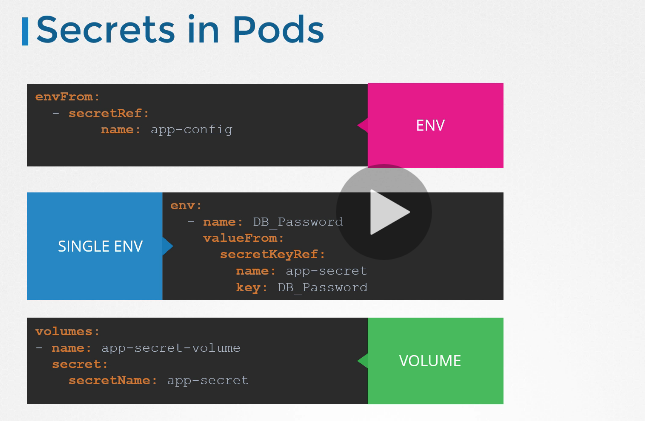 Secrets in Pods
envFrom:
- secretRef:
name: app-config
ENV
SINGLE ENV
env:
- name: DB_Password
valueFrom:
secretKeyRef:
name: app-secret
key: DB_Password
volumes:
- name: app-secret-volume
secret:
secretName: app-secret
VOLUME